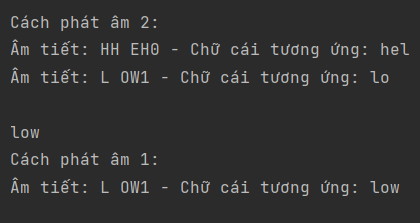 Cách phát âm 2:
Âm tiết: HH EH0 - Chữ cái tương ứng: hel
Âm tiết: L OW1 - Chữ cái tương ứng: lo
low
Cách phát âm 1:
Âm tiết: L OW1 - Chữ cái tương ứng: low